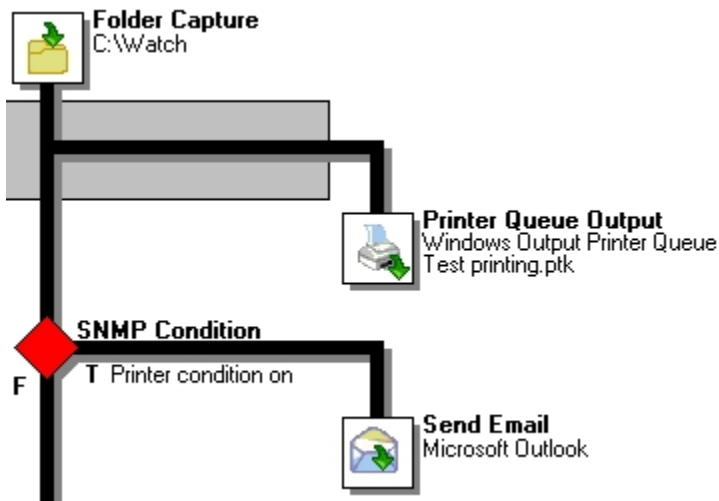 Folder Capture
C:\Watch
Printer Queue Output
Windows Output Printer Queue
Test printing.ptk
SNMP Condition
T Printer condition on
F
Send Email
Microsoft Outlook